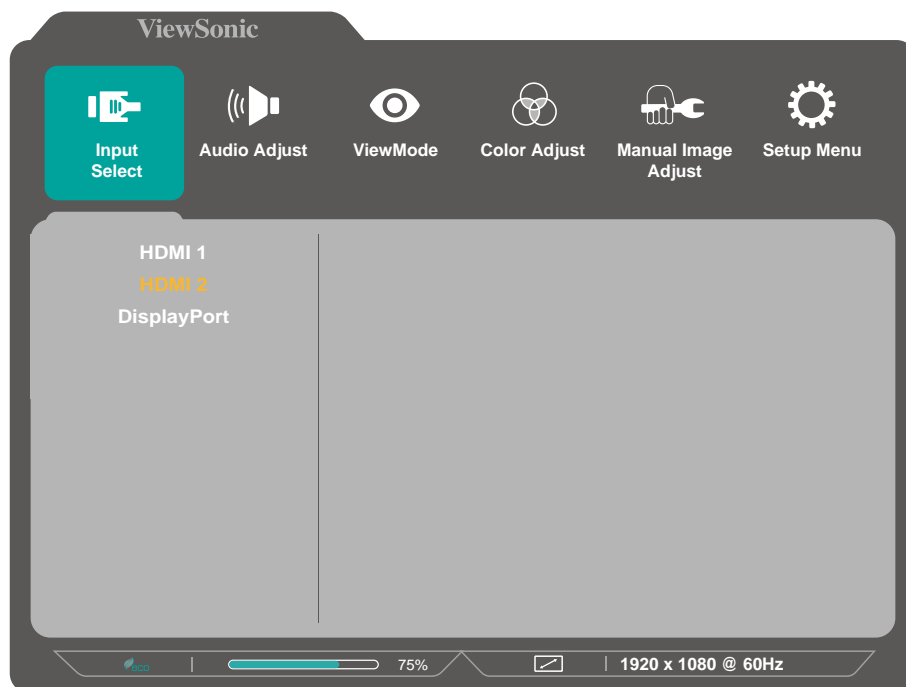 ViewSonic
Input Select
Audio Adjust
ViewMode
Color Adjust
Manual Image Adjust
Setup Menu
HDMI 1
HDMI 2
DisplayPort
eco
75%
1920 x 1080 @ 60Hz